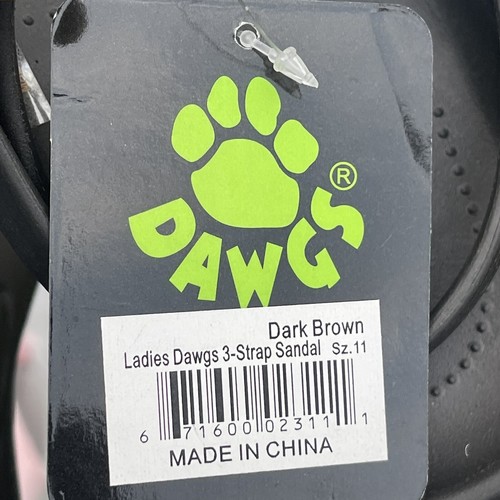 DAWGS®
Dark Brown
Ladies Dawgs 3-Strap Sandal Sz.11
6 71600 02311 1
MADE IN CHINA